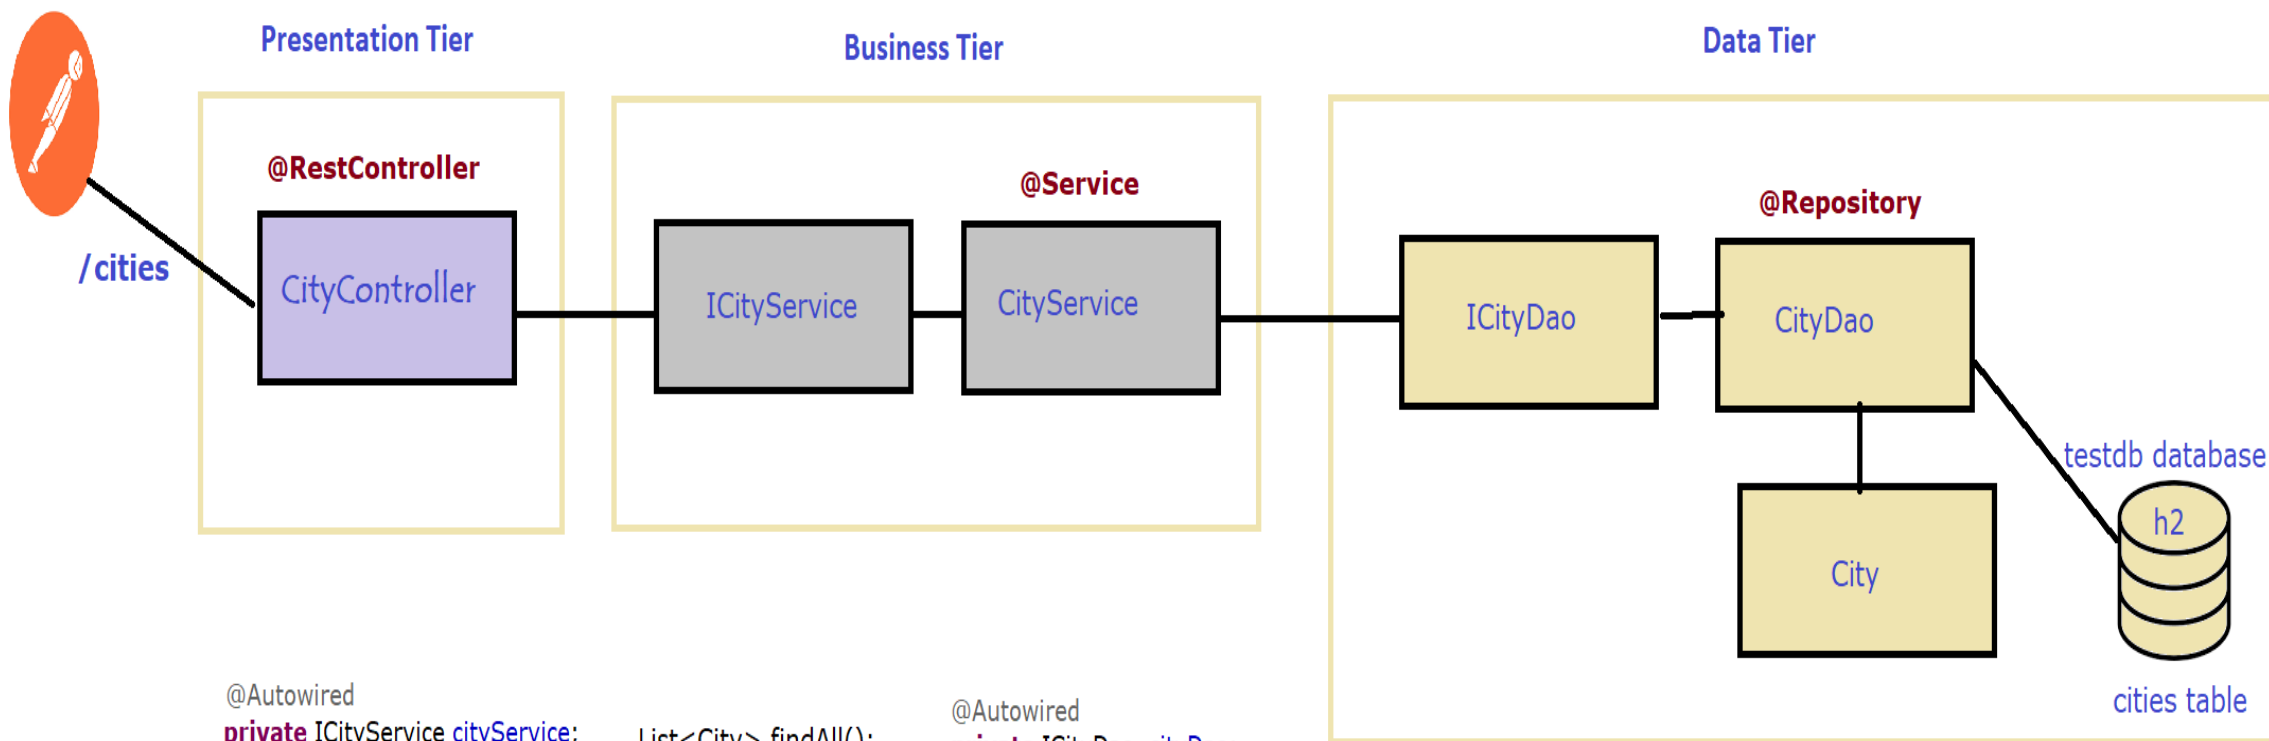 Presentation Tier
Business Tier
Data Tier
@RestController
@Service
@Repository
/cities
CityController
ICityService
CityService
ICityDao
CityDao
testdb database
h2
City
cities table
@Autowired
private ICityService cityService;
List<City> findAll();
@Autowired